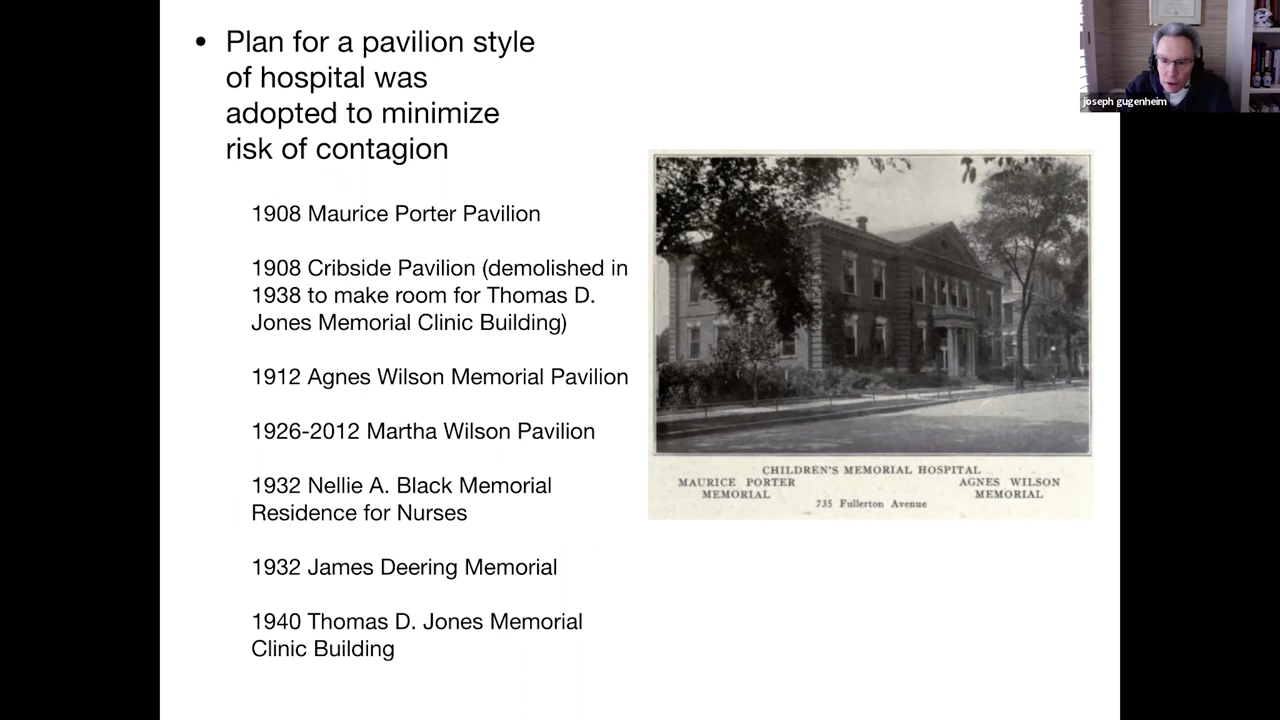 • Plan for a pavilion style
of hospital was
adopted to minimize
risk of contagion
1908 Maurice Porter Pavilion
1908 Cribside Pavilion (demolished in
1938 to make room for Thomas D.
Jones Memorial Clinic Building)
1912 Agnes Wilson Memorial Pavilion
1926-2012 Martha Wilson Pavilion
1932 Nellie A. Black Memorial
Residence for Nurses
1932 James Deering Memorial
1940 Thomas D. Jones Memorial
Clinic Building
CHILDREN'S MEMORIAL HOSPITAL
MAURICE PORTER
MEMORIAL
AGNES WILSON
MEMORIAL
735 Fullerton Avenue
joseph gugenheim